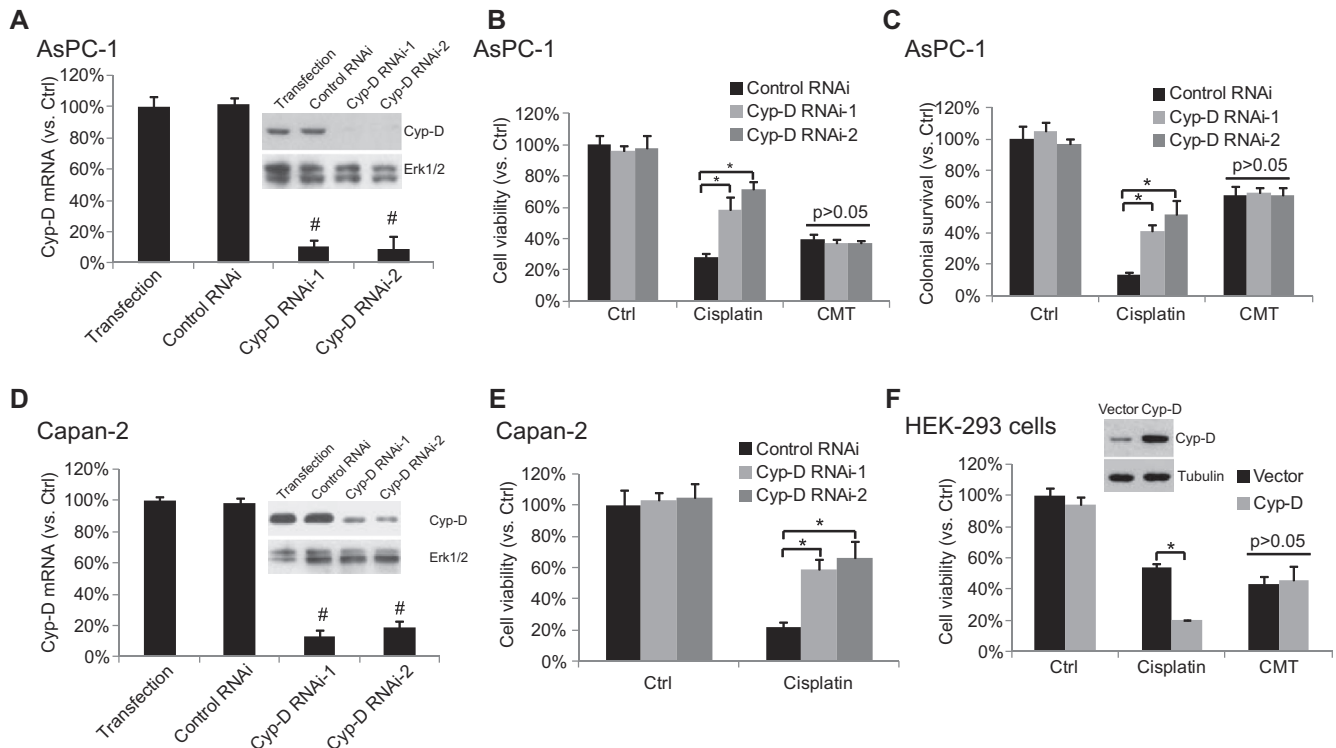 A
AsPC-1
Cyp-D mRNA (vs. Ctrl)
120%
100%
80%
60%
40%
20%
0%
Transfection
Control RNAi
Cyp-D RNAi-1
Cyp-D RNAi-2
Cyp-D
Erk1/2
#
#
Transfection
Control RNAi
Cyp-D RNAi-1
Cyp-D RNAi-2
B
AsPC-1
Control RNAi
Cyp-D RNAi-1
Cyp-D RNAi-2
Cell viability (vs. Ctrl)
120%
100%
80%
60%
40%
20%
0%
*
*
p>0.05
Ctrl
Cisplatin
CMT
C
AsPC-1
Control RNAi
Cyp-D RNAi-1
Cyp-D RNAi-2
Colonial survival (vs. Ctrl)
120%
100%
80%
60%
40%
20%
0%
*
*
p>0.05
Ctrl
Cisplatin
CMT
D
Capan-2
Cyp-D mRNA (vs. Ctrl)
120%
100%
80%
60%
40%
20%
0%
Transfection
Control RNAi
Cyp-D RNAi-1
Cyp-D RNAi-2
Cyp-D
Erk1/2
#
#
Transfection
Control RNAi
Cyp-D RNAi-1
Cyp-D RNAi-2
E
Capan-2
Control RNAi
Cyp-D RNAi-1
Cyp-D RNAi-2
Cell viability (vs. Ctrl)
120%
100%
80%
60%
40%
20%
0%
*
*
Ctrl
Cisplatin
F
HEK-293 cells
Vector Cyp-D
Cyp-D
Tubulin
Vector
Cyp-D
Cell viability (vs. Ctrl)
120%
100%
80%
60%
40%
20%
0%
*
p>0.05
Ctrl
Cisplatin
CMT